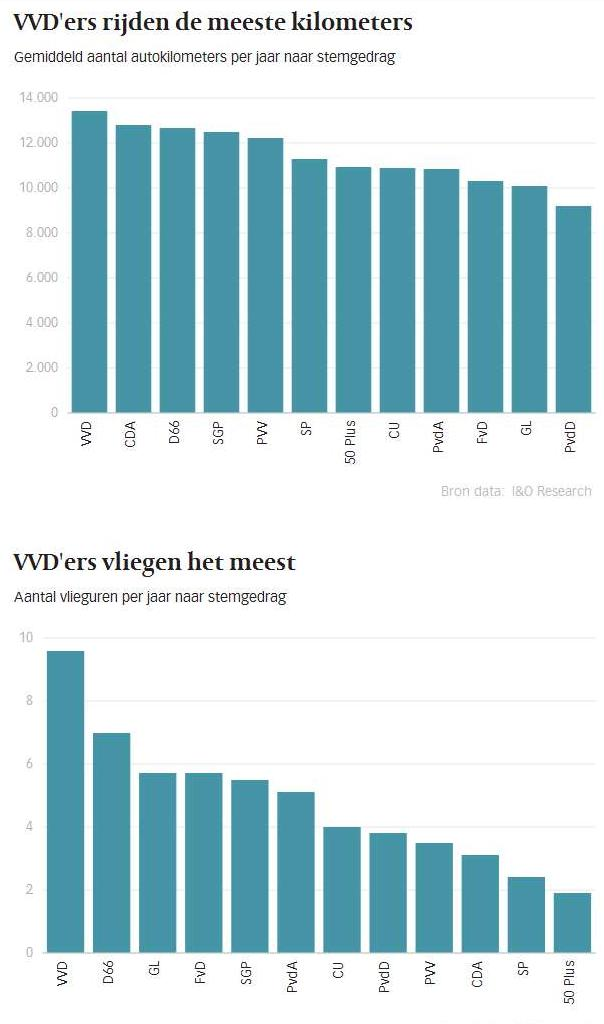 VVD'ers rijden de meeste kilometers
Gemiddeld aantal autokilometers per jaar naar stemgedrag
14.000
12.000
10.000
8.000
6.000
4.000
2.000
0
VVD
CDA
D66
SGP
PVV
SP
50 Plus
CU
PvdA
FvD
GL
PvdD
Bron data: I&O Research
VVD'ers vliegen het meest
Aantal vlieguren per jaar naar stemgedrag
10
8
6
4
2
0
VVD
D66
GL
FvD
SGP
PvdA
CU
PvdD
PVV
CDA
SP
50 Plus